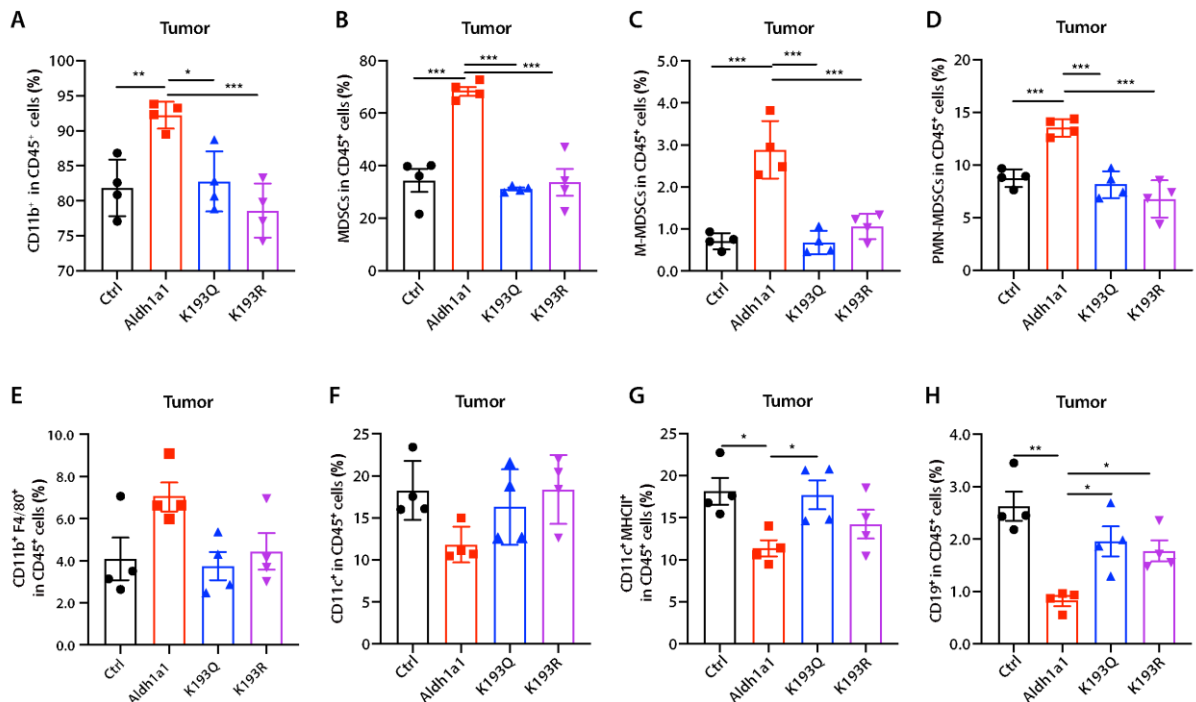 A
Tumor
CD11b⁺ in CD45⁺ cells (%)
100
95
90
85
80
75
70
**
*
***
Ctrl
Aldh1a1
K193Q
K193R
B
Tumor
MDSCs in CD45⁺ cells (%)
80
60
40
20
0
***
***
***
Ctrl
Aldh1a1
K193Q
K193R
C
Tumor
M-MDSCs in CD45⁺ cells (%)
5.0
4.0
3.0
2.0
1.0
0.0
***
***
***
Ctrl
Aldh1a1
K193Q
K193R
D
Tumor
PMN-MDSCs in CD45⁺ cells (%)
20
15
10
5
0
***
***
***
Ctrl
Aldh1a1
K193Q
K193R
E
Tumor
CD11b⁺ F4/80⁺
in CD45⁺ cells (%)
10.0
8.0
6.0
4.0
2.0
0.0
Ctrl
Aldh1a1
K193Q
K193R
F
Tumor
CD11c⁺ in CD45⁺ cells (%)
25
20
15
10
5
0
Ctrl
Aldh1a1
K193Q
K193R
G
Tumor
CD11c⁺ MHCII⁺
in CD45⁺ cells (%)
25
20
15
10
5
0
*
*
Ctrl
Aldh1a1
K193Q
K193R
H
Tumor
CD19⁺ in CD45⁺ cells (%)
4.0
3.0
2.0
1.0
0.0
**
*
*
Ctrl
Aldh1a1
K193Q
K193R